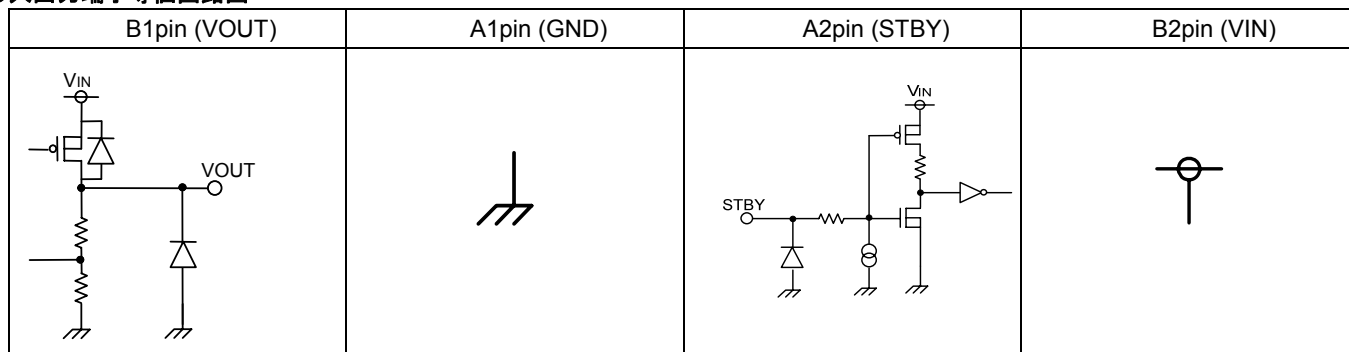 B1pin (VOUT)
A1pin (GND)
A2pin (STBY)
B2pin (VIN)
VIN
VOUT
VIN
STBY